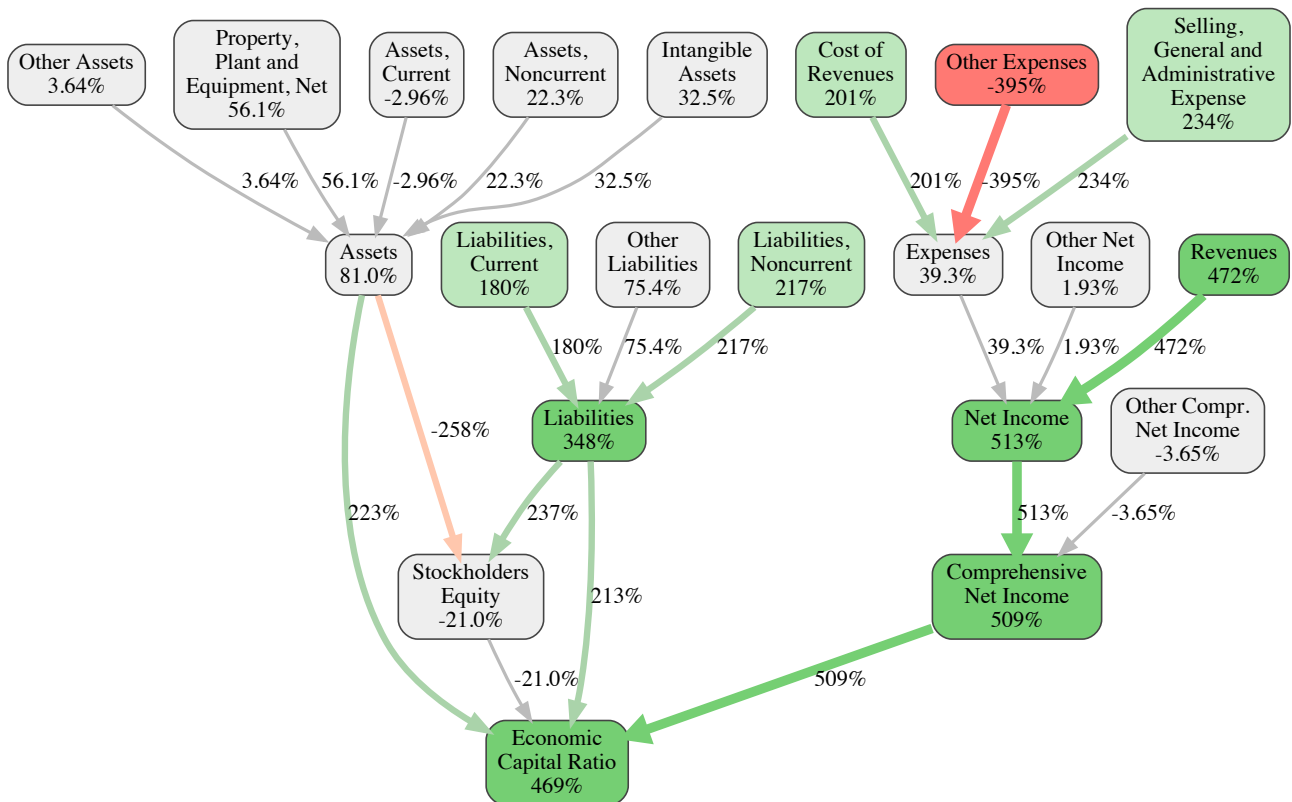 Other Assets
3.64%
Property,
Plant and
Equipment, Net
56.1%
Assets,
Current
-2.96%
Assets,
Noncurrent
22.3%
Intangible
Assets
32.5%
Cost of
Revenues
201%
Other Expenses
-395%
Selling,
General and
Administrative
Expense
234%
3.64%
56.1%
-2.96%
22.3%
32.5%
201%
-395%
234%
Assets
81.0%
Liabilities,
Current
180%
Other
Liabilities
75.4%
Liabilities,
Noncurrent
217%
Expenses
39.3%
Other Net
Income
1.93%
Revenues
472%
180%
75.4%
217%
39.3%
1.93%
472%
-258%
Liabilities
348%
Net Income
513%
Other Compr.
Net Income
-3.65%
223%
237%
513%
-3.65%
Stockholders
Equity
-21.0%
213%
Comprehensive
Net Income
509%
-21.0%
509%
Economic
Capital Ratio
469%